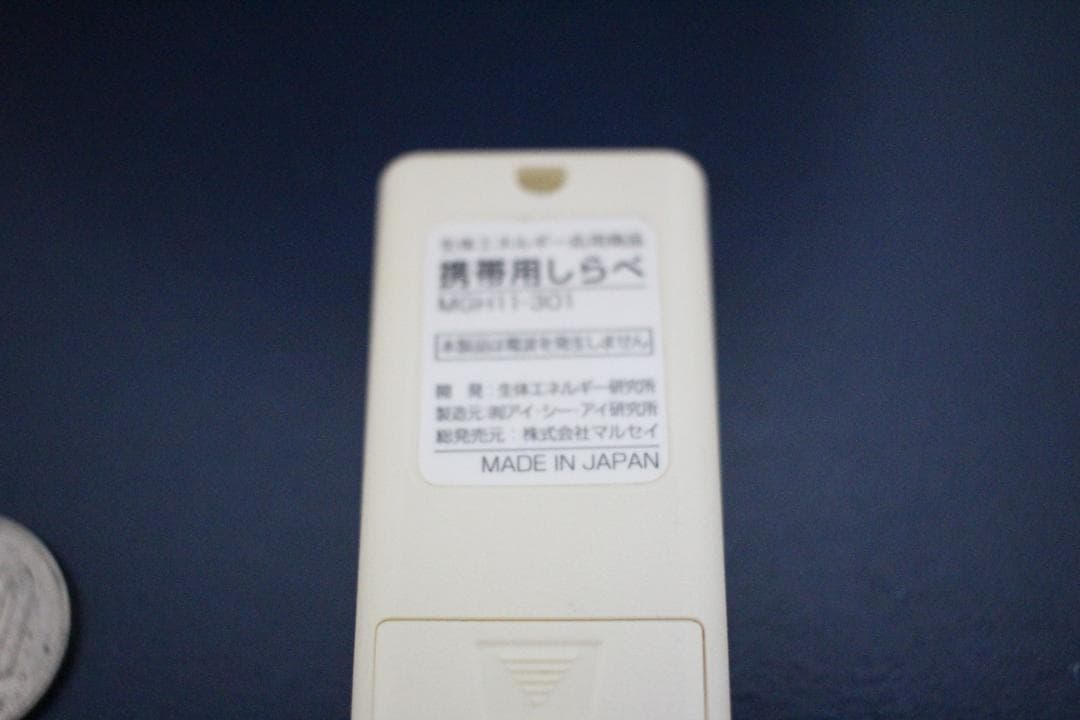 生体エネルギー応用商品
携帯用しらべ
MGH11-301
本製品は電波を発生しません
開 発：生体エネルギー研究所
製造元：㈲アイ・シー・アイ研究所
総発売元：株式会社マルセイ
MADE IN JAPAN